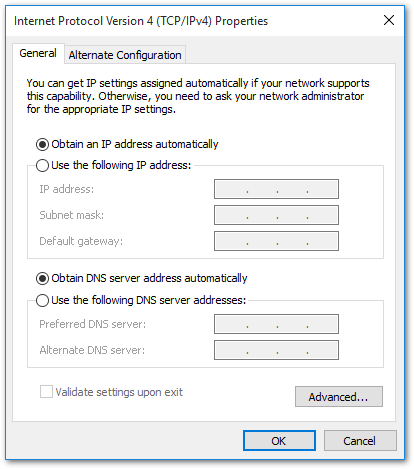 Internet Protocol Version 4 (TCP/IPv4) Properties
General Alternate Configuration
You can get IP settings assigned automatically if your network supports
this capability. Otherwise, you need to ask your network administrator
for the appropriate IP settings.
Obtain an IP address automatically
Use the following IP address:
IP address: . . .
Subnet mask: . . .
Default gateway: . . .
Obtain DNS server address automatically
Use the following DNS server addresses:
Preferred DNS server: . . .
Alternate DNS server: . . .
Validate settings upon exit
Advanced...
OK Cancel